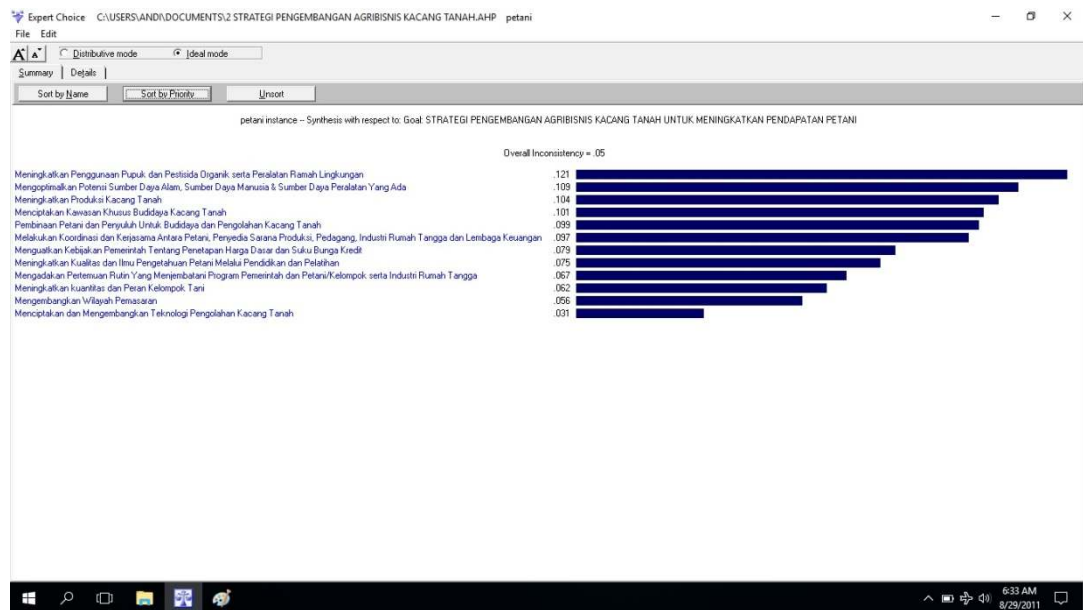 Expert Choice C:\USERS\ANDI\DOCUMENTS\2 STRATEGI PENGEMBANGAN AGRIBISNIS KACANG TANAH.AHP petani
File Edit
A A Distributive mode Ideal mode
Summary Details
Sort by Name Sort by Priority Unsort
petani instance -- Synthesis with respect to: Goal: STRATEGI PENGEMBANGAN AGRIBISNIS KACANG TANAH UNTUK MENINGKATKAN PENDAPATAN PETANI
Overall Inconsistency = .05
Meningkatkan Penggunaan Pupuk dan Pestisida Organik serta Peralatan Ramah Lingkungan .121
Mengoptimalkan Potensi Sumber Daya Alam, Sumber Daya Manusia & Sumber Daya Peralatan Yang Ada .109
Meningkatkan Produksi Kacang Tanah .104
Menciptakan Kawasan Khusus Budidaya Kacang Tanah .101
Pembinaan Petani dan Penyuluh Untuk Budidaya dan Pengolahan Kacang Tanah .099
Melakukan Koordinasi dan Kerjasama Antara Petani, Penyedia Sarana Produksi, Pedagang, Industri Rumah Tangga dan Lembaga Keuangan .097
Menguatkan Kebijakan Pemerintah Tentang Penetapan Harga Dasar dan Suku Bunga Kredit .079
Meningkatkan Kualitas dan Ilmu Pengetahuan Petani Melalui Pendidikan dan Pelatihan .075
Mengadakan Pertemuan Rutin Yang Menjembatani Program Pemerintah dan Petani/Kelompok serta Industri Rumah Tangga .067
Meningkatkan kuantitas dan Peran Kelompok Tani .062
Mengembangkan Wilayah Pemasaran .056
Menciptakan dan Mengembangkan Teknologi Pengolahan Kacang Tanah .031
6:33 AM
8/29/2011